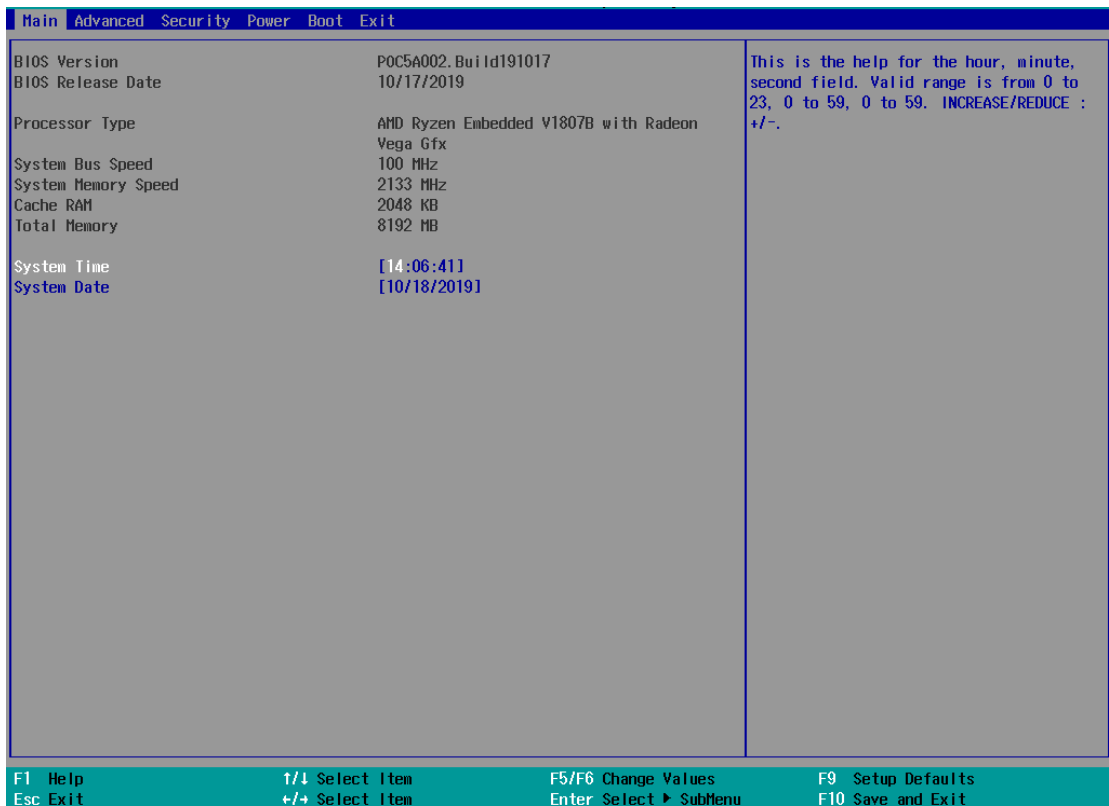 Main Advanced Security Power Boot Exit
BIOS Version P0C5A002.Build191017
BIOS Release Date 10/17/2019
Processor Type AMD Ryzen Embedded V1807B with Radeon
Vega Gfx
System Bus Speed 100 MHz
System Memory Speed 2133 MHz
Cache RAM 2048 KB
Total Memory 8192 MB
System Time [14:06:41]
System Date [10/18/2019]
This is the help for the hour, minute,
second field. Valid range is from 0 to
23, 0 to 59, 0 to 59. INCREASE/REDUCE :
+/-.
F1 Help ↑/↓ Select Item F5/F6 Change Values F9 Setup Defaults
Esc Exit ←/→ Select Item Enter Select ▶ SubMenu F10 Save and Exit